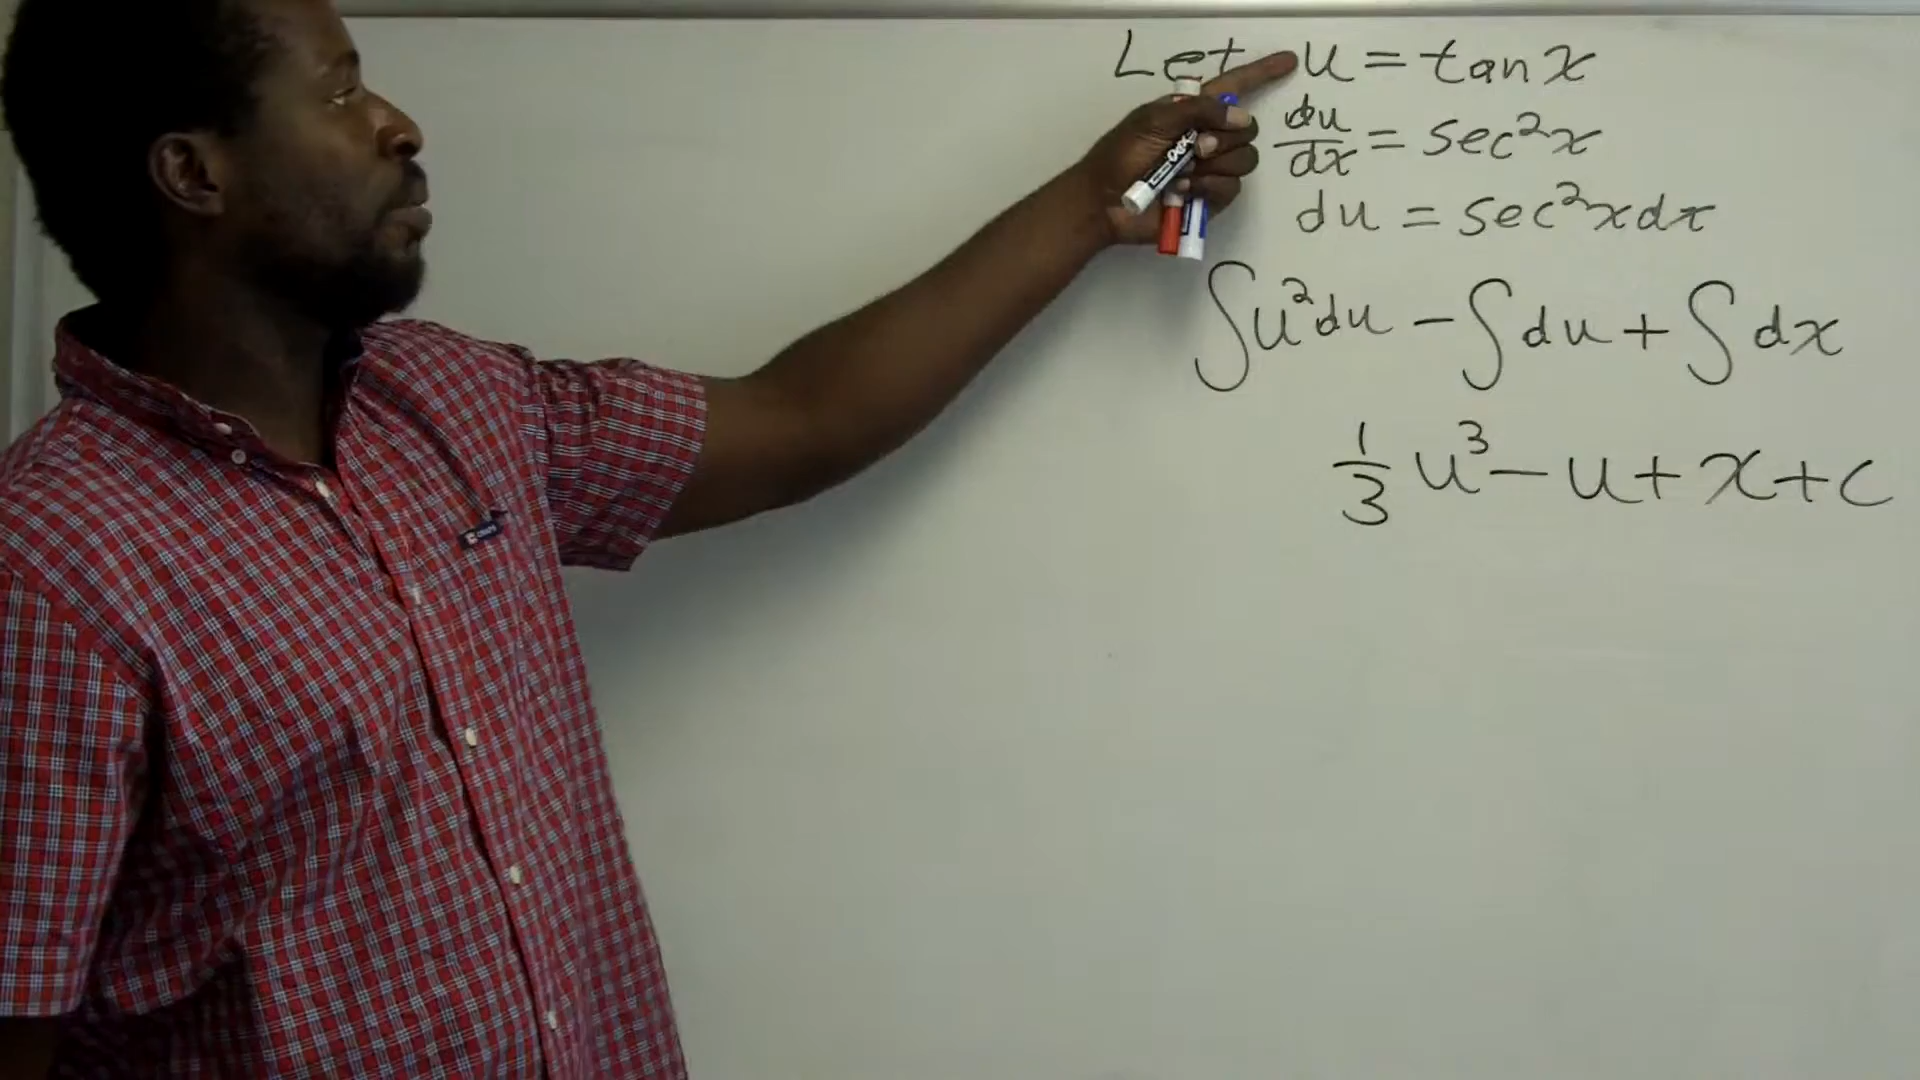 Let u = tan x
du/dx = sec²x
du = sec²x dx
∫u²du − ∫du + ∫dx
1/3 u³ − u + x + c